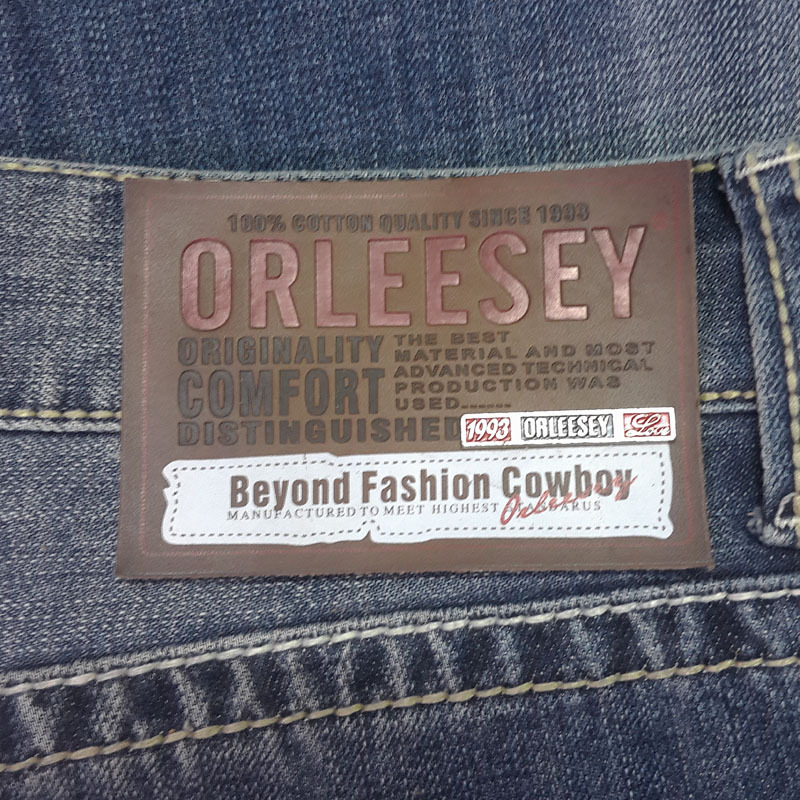 100% COTTON QUALITY SINCE 1993
ORLEESEY
ORIGINALITY
COMFORT
DISTINGUISHED
THE BEST
MATERIAL AND MOST
ADVANCED TECHNICAL
PRODUCTION WAS
USED------
1993 ORLEESEY
Beyond Fashion Cowboy
MANUFACTURED TO MEET HIGHEST
Orleesey